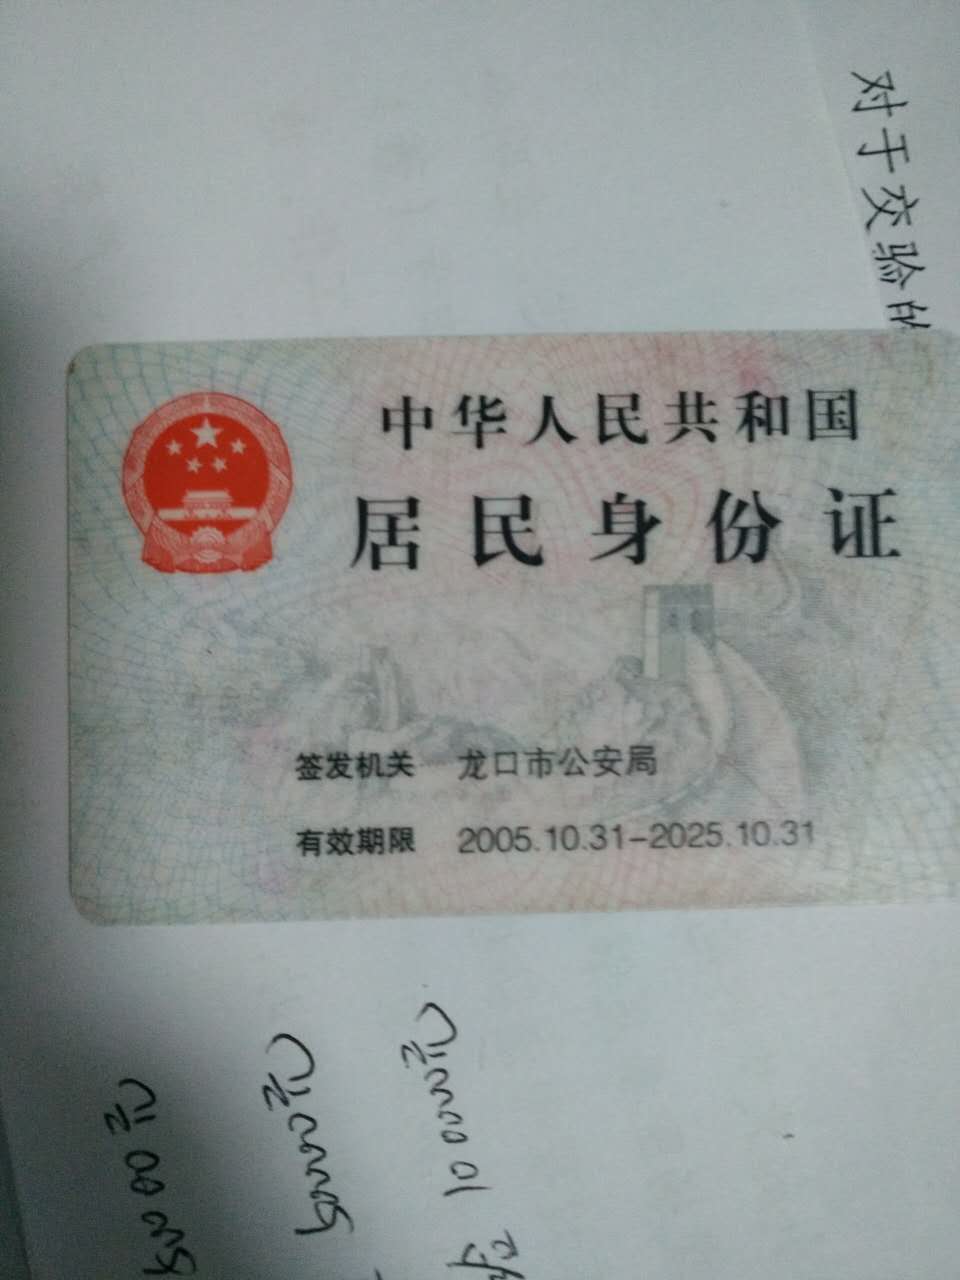 对于交验的
中华人民共和国
居民身份证
签发机关 龙口市公安局
有效期限 2005.10.31-2025.10.31